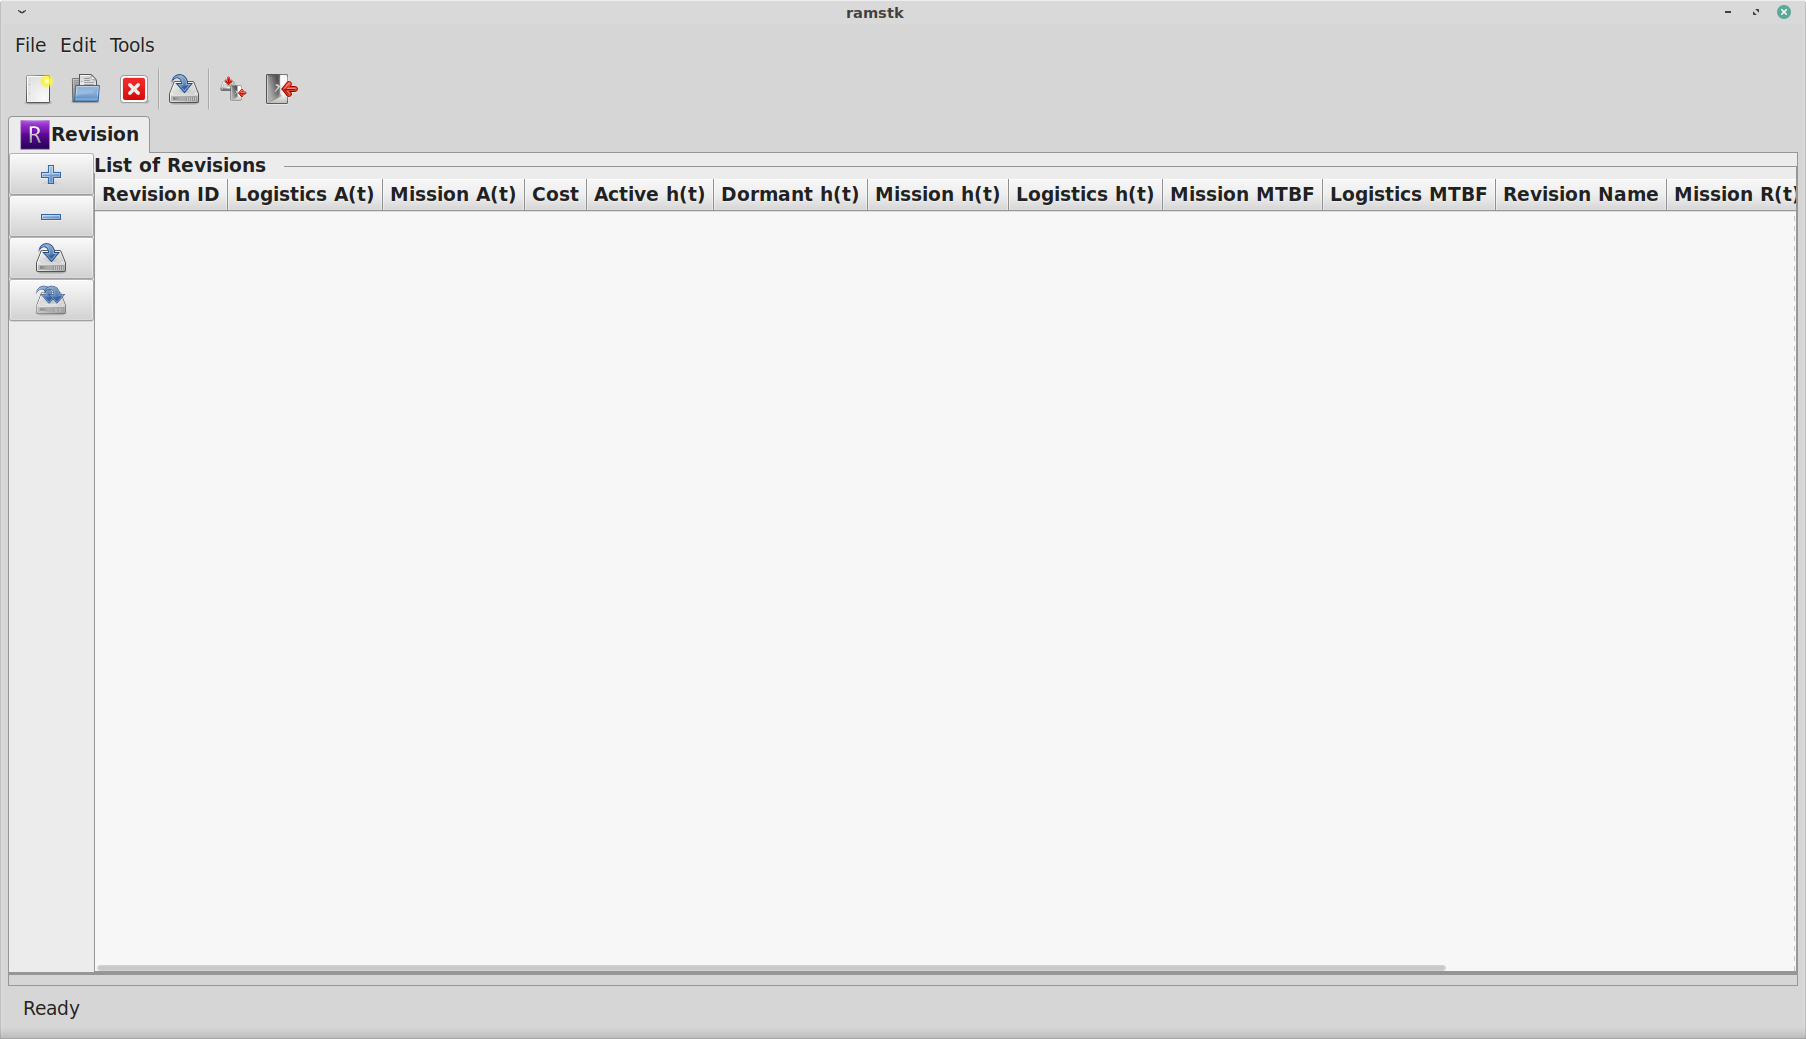 ramstk
File Edit Tools
R Revision
List of Revisions
Revision ID Logistics A(t) Mission A(t) Cost Active h(t) Dormant h(t) Mission h(t) Logistics h(t) Mission MTBF Logistics MTBF Revision Name Mission R(t)
Ready